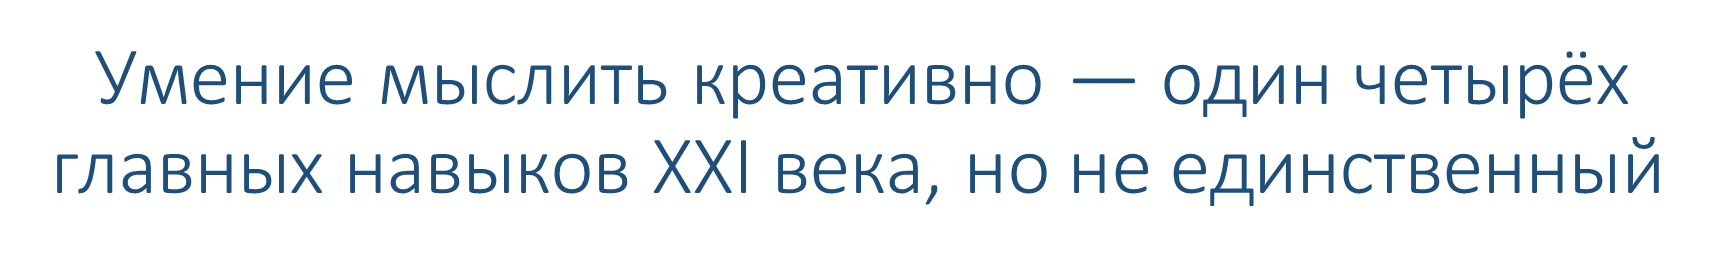 Умение мыслить креативно — один четырёх
главных навыков XXI века, но не единственный